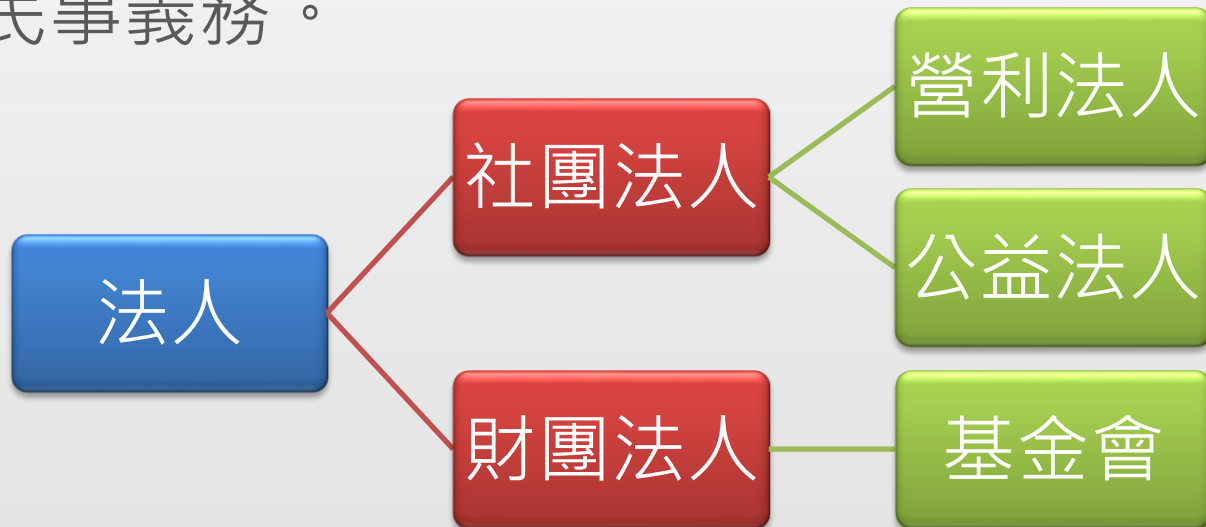 民事義務。
營利法人
社團法人
公益法人
法人
財團法人
基金會